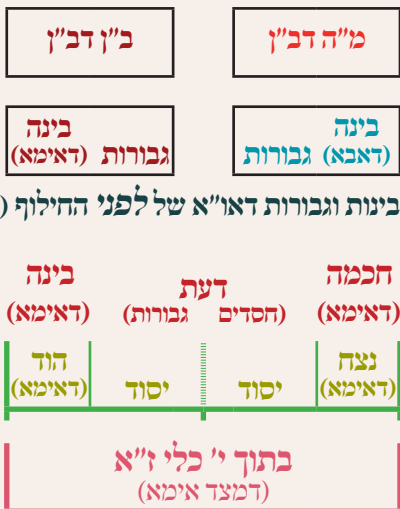 מ"ה דב"ן ב"ן דב"ן
בינה בינה
(דאבא) גבורות גבורות (דאימא)
בינות וגבורות דאו"א של לפני החילוף (
חכמה דעת בינה
(דאימא) (חסדים גבורות) (דאימא)
נצח הוד
(דאימא) יסוד יסוד (דאימא)
בתוך י' כלי ז"א
(דמצד אימא)